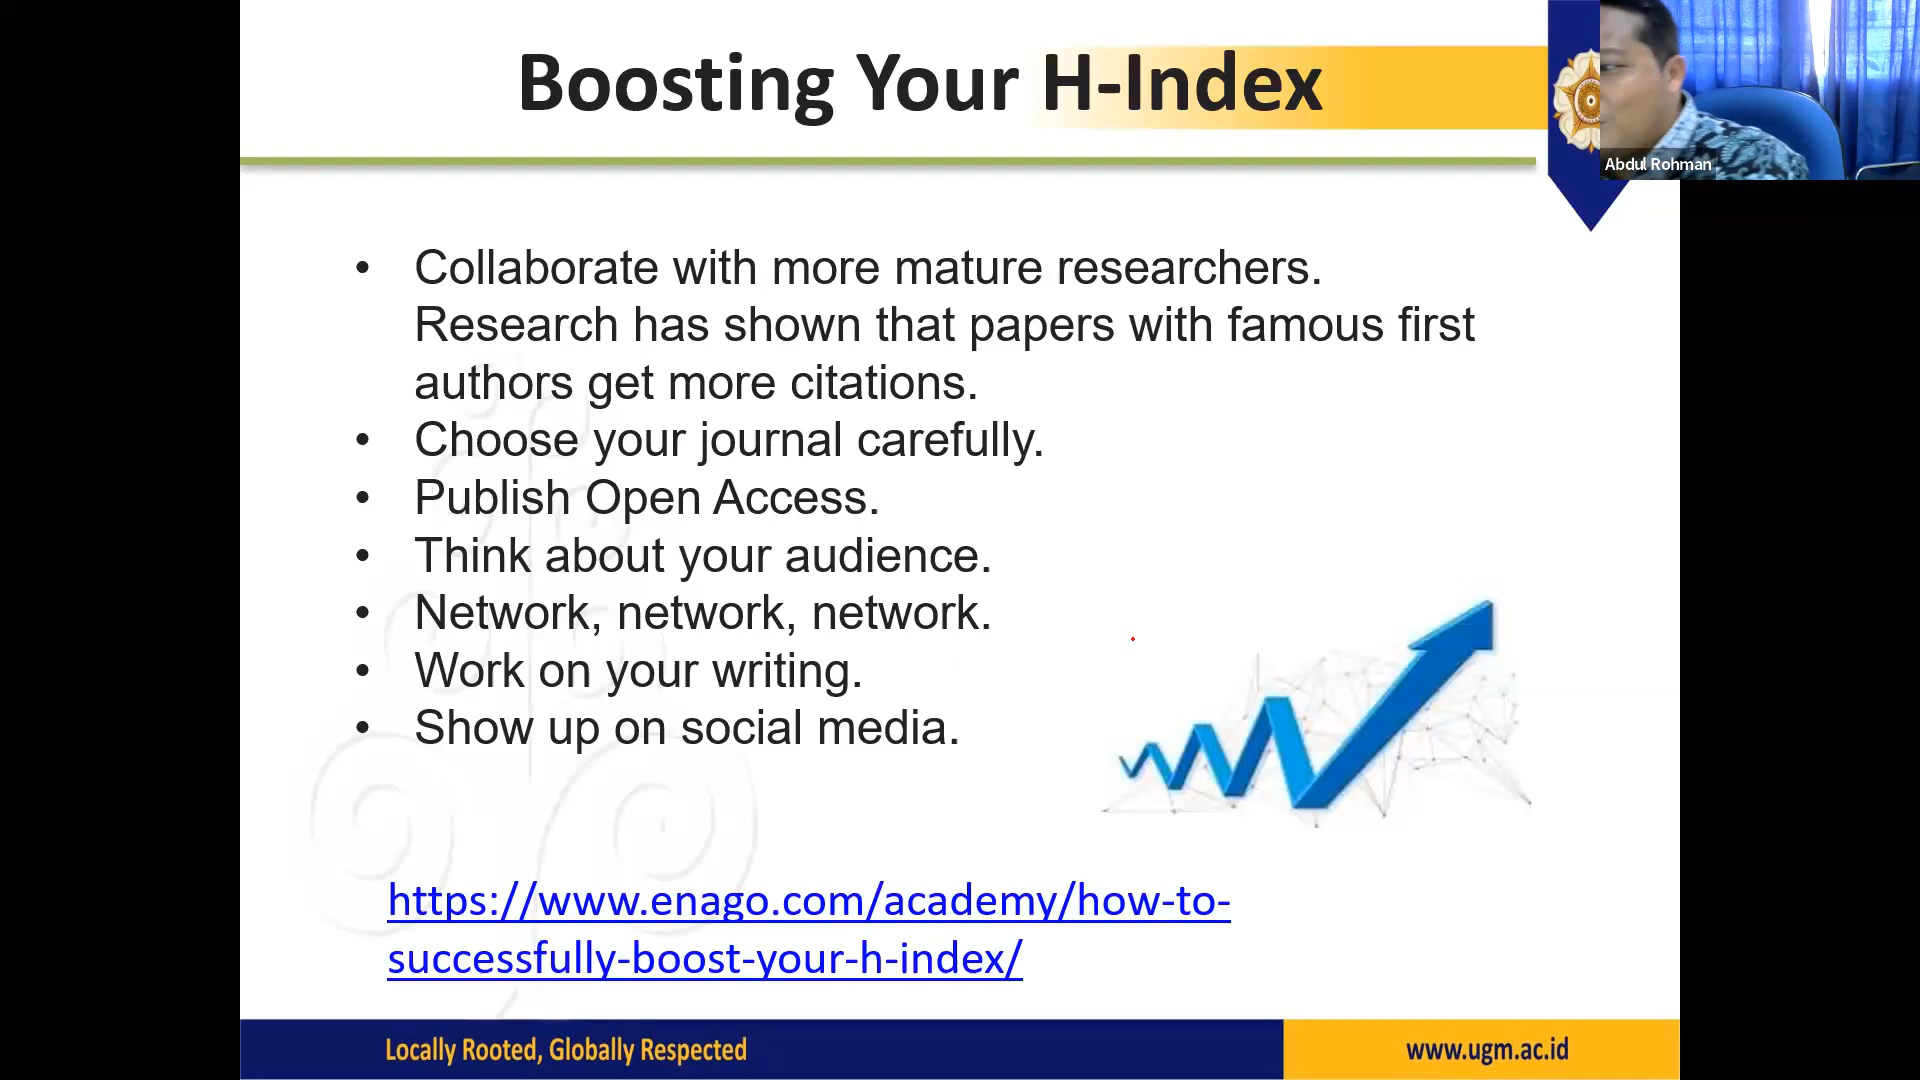 Boosting Your H-Index
Abdul Rohman
• Collaborate with more mature researchers.
Research has shown that papers with famous first
authors get more citations.
• Choose your journal carefully.
• Publish Open Access.
• Think about your audience.
• Network, network, network.
• Work on your writing.
• Show up on social media.
https://www.enago.com/academy/how-to-
successfully-boost-your-h-index/
Locally Rooted, Globally Respected
www.ugm.ac.id